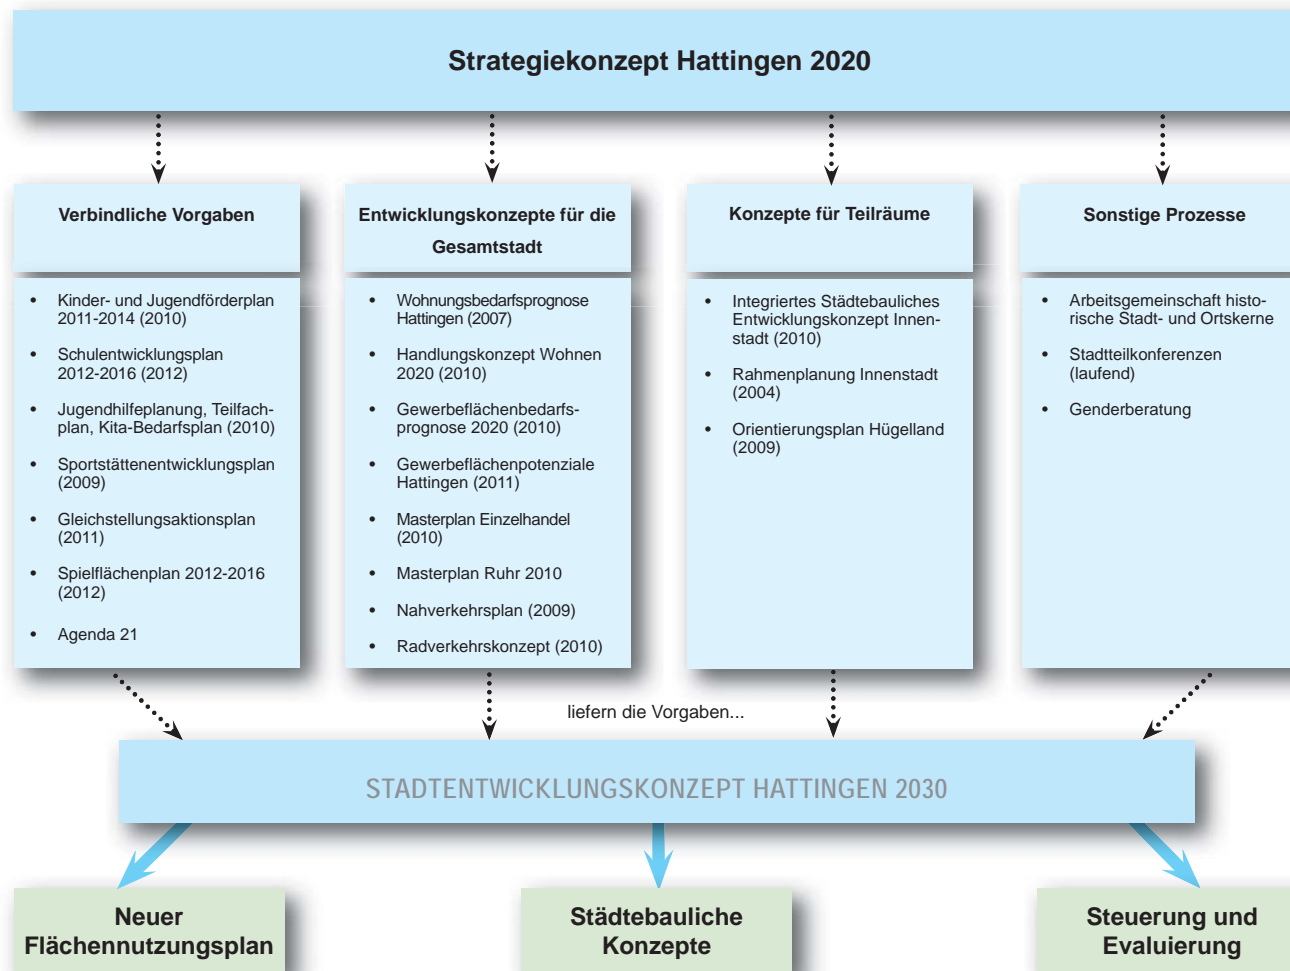 Strategiekonzept Hattingen 2020
Verbindliche Vorgaben
• Kinder- und Jugendförderplan
2011-2014 (2010)
• Schulentwicklungsplan
2012-2016 (2012)
• Jugendhilfeplanung, Teilfach-
plan, Kita-Bedarfsplan (2010)
• Sportstättenentwicklungsplan
(2009)
• Gleichstellungsaktionsplan
(2011)
• Spielflächenplan 2012-2016
(2012)
• Agenda 21
Entwicklungskonzepte für die
Gesamtstadt
• Wohnungsbedarfsprognose
Hattingen (2007)
• Handlungskonzept Wohnen
2020 (2010)
• Gewerbeflächenbedarfs-
prognose 2020 (2010)
• Gewerbeflächenpotenziale
Hattingen (2011)
• Masterplan Einzelhandel
(2010)
• Masterplan Ruhr 2010
• Nahverkehrsplan (2009)
• Radverkehrskonzept (2010)
Konzepte für Teilräume
• Integriertes Städtebauliches
Entwicklungskonzept Innen-
stadt (2010)
• Rahmenplanung Innenstadt
(2004)
• Orientierungsplan Hügelland
(2009)
Sonstige Prozesse
• Arbeitsgemeinschaft histo-
rische Stadt- und Ortskerne
• Stadtteilkonferenzen
(laufend)
• Genderberatung
liefern die Vorgaben...
STADTENTWICKLUNGSKONZEPT HATTINGEN 2030
Neuer
Flächennutzungsplan
Städtebauliche
Konzepte
Steuerung und
Evaluierung